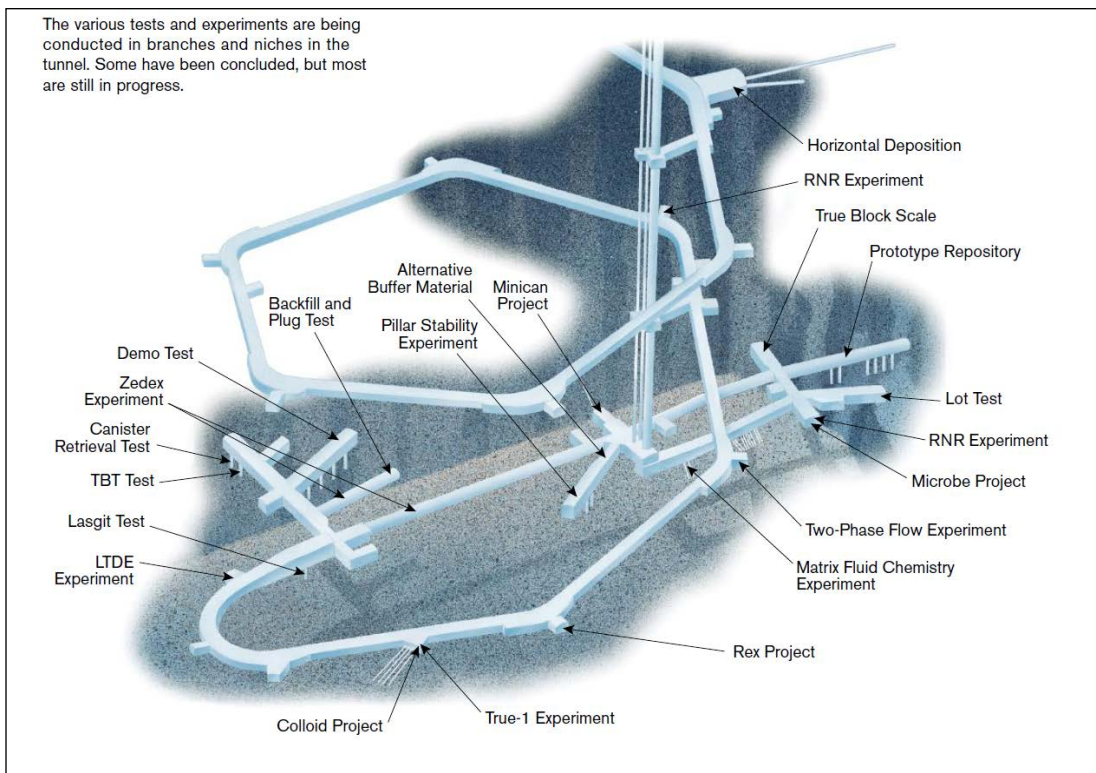 The various tests and experiments are being
conducted in branches and niches in the
tunnel. Some have been concluded, but most
are still in progress.
Horizontal Deposition
RNR Experiment
True Block Scale
Prototype Repository
Alternative
Buffer Material
Minican
Project
Backfill and
Plug Test
Pillar Stability
Experiment
Demo Test
Zedex
Experiment
Canister
Retrieval Test
TBT Test
Lasgit Test
LTDE
Experiment
Lot Test
RNR Experiment
Microbe Project
Two-Phase Flow Experiment
Matrix Fluid Chemistry
Experiment
Rex Project
True-1 Experiment
Colloid Project